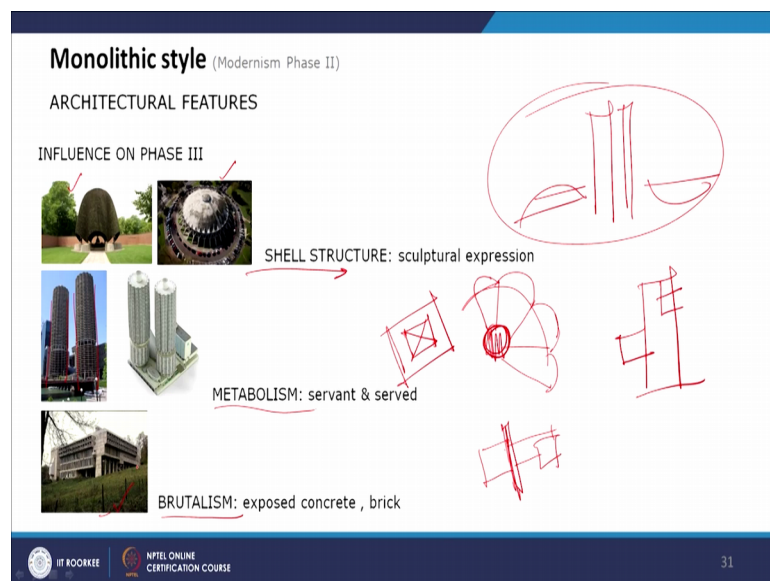 Monolithic style (Modernism Phase II)
ARCHITECTURAL FEATURES
INFLUENCE ON PHASE III
SHELL STRUCTURE: sculptural expression
METABOLISM: servant & served
BRUTALISM: exposed concrete , brick
IIT ROORKEE
NPTEL ONLINE
CERTIFICATION COURSE
31